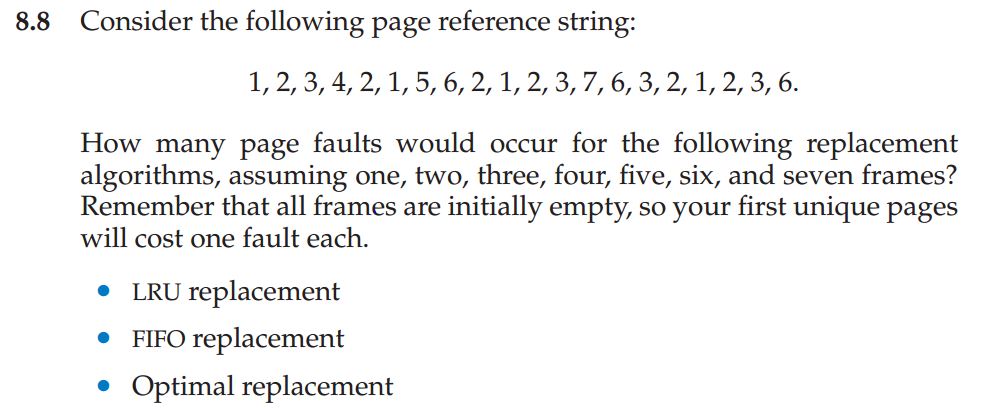 8.8 Consider the following page reference string:
1, 2, 3, 4, 2, 1, 5, 6, 2, 1, 2, 3, 7, 6, 3, 2, 1, 2, 3, 6.
How many page faults would occur for the following replacement
algorithms, assuming one, two, three, four, five, six, and seven frames?
Remember that all frames are initially empty, so your first unique pages
will cost one fault each.
• LRU replacement
• FIFO replacement
• Optimal replacement